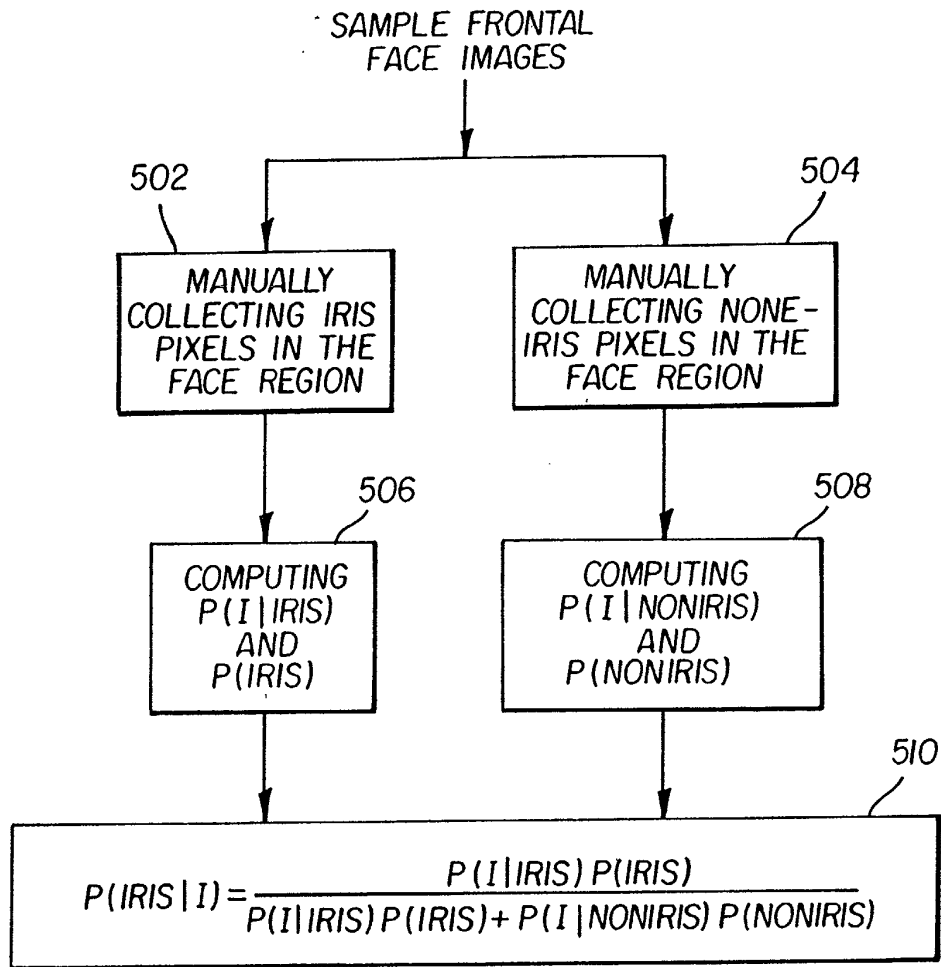 SAMPLE FRONTAL
FACE IMAGES
502
504
MANUALLY
COLLECTING IRIS
PIXELS IN THE
FACE REGION
MANUALLY
COLLECTING NONE-
IRIS PIXELS IN THE
FACE REGION
506
508
COMPUTING
P(I|IRIS)
AND
P(IRIS)
COMPUTING
P(I|NONIRIS)
AND
P(NONIRIS)
510
P(IRIS|I)= P(I|IRIS) P(IRIS)
P(I|IRIS) P(IRIS)+ P(I|NONIRIS) P(NONIRIS)